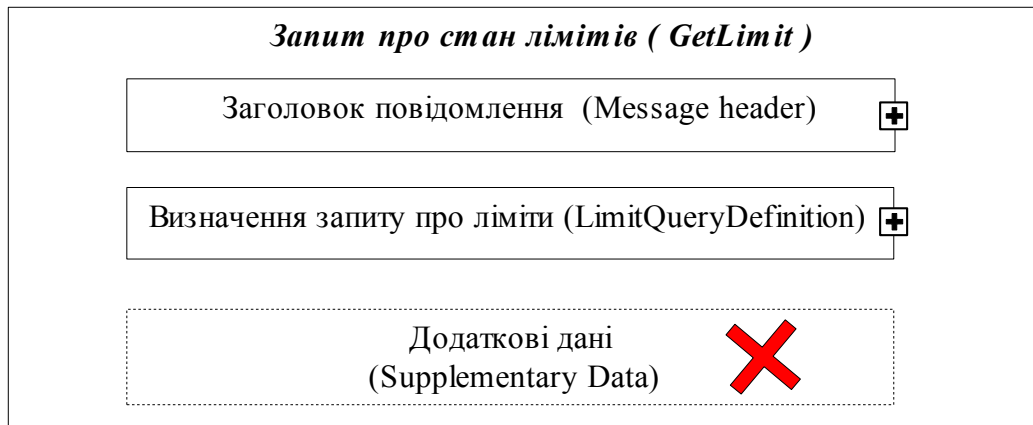 Запит про стан лімітів ( GetLimit )
Заголовок повідомлення (Message header)
Визначення запиту про ліміти (LimitQueryDefinition)
Додаткові дані
(Supplementary Data)